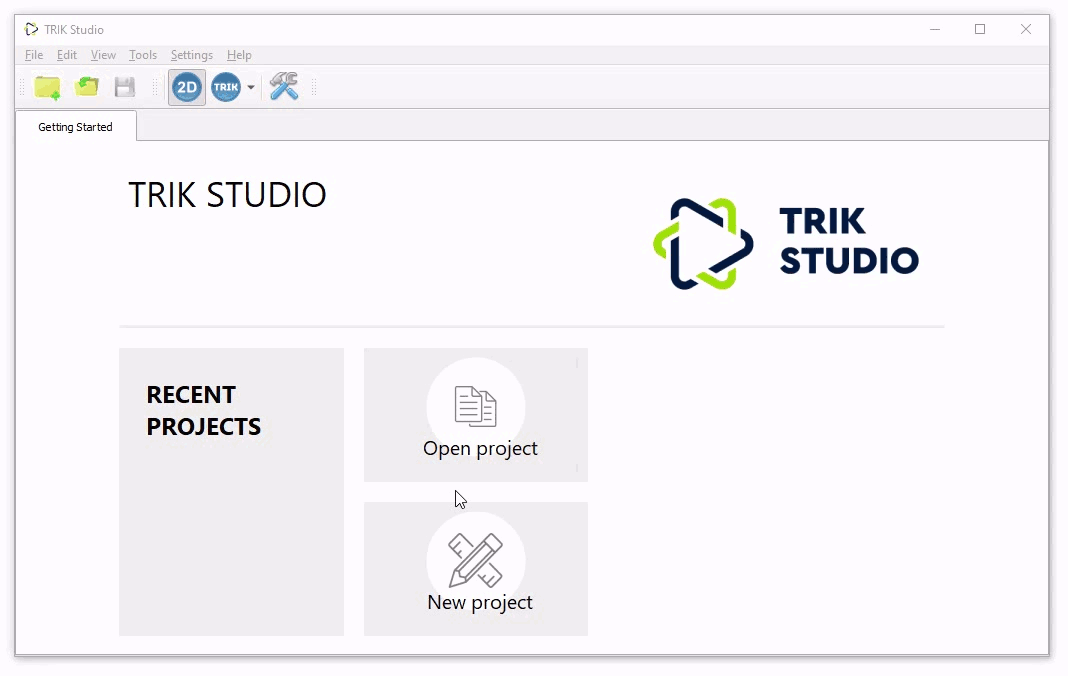 TRIK Studio
File Edit View Tools Settings Help
2D TRIK
Getting Started
TRIK STUDIO
TRIK
STUDIO
RECENT
PROJECTS
Open project
New project